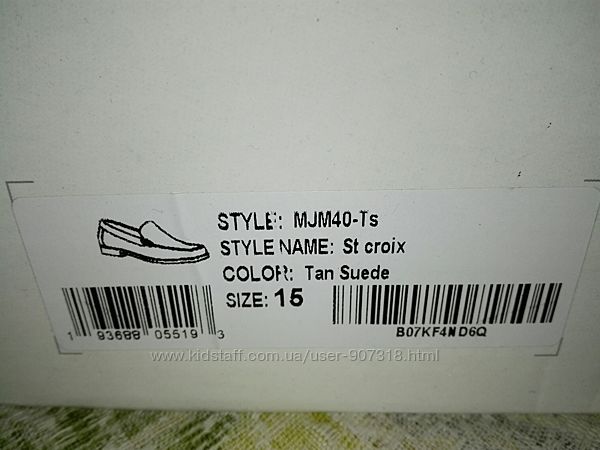 STYLE: MJM40-Ts
STYLE NAME: St croix
COLOR: Tan Suede
SIZE: 15
1 93688 05519 3
B07KF4ND6Q
www.kidstaff.com.ua/user-907318.html